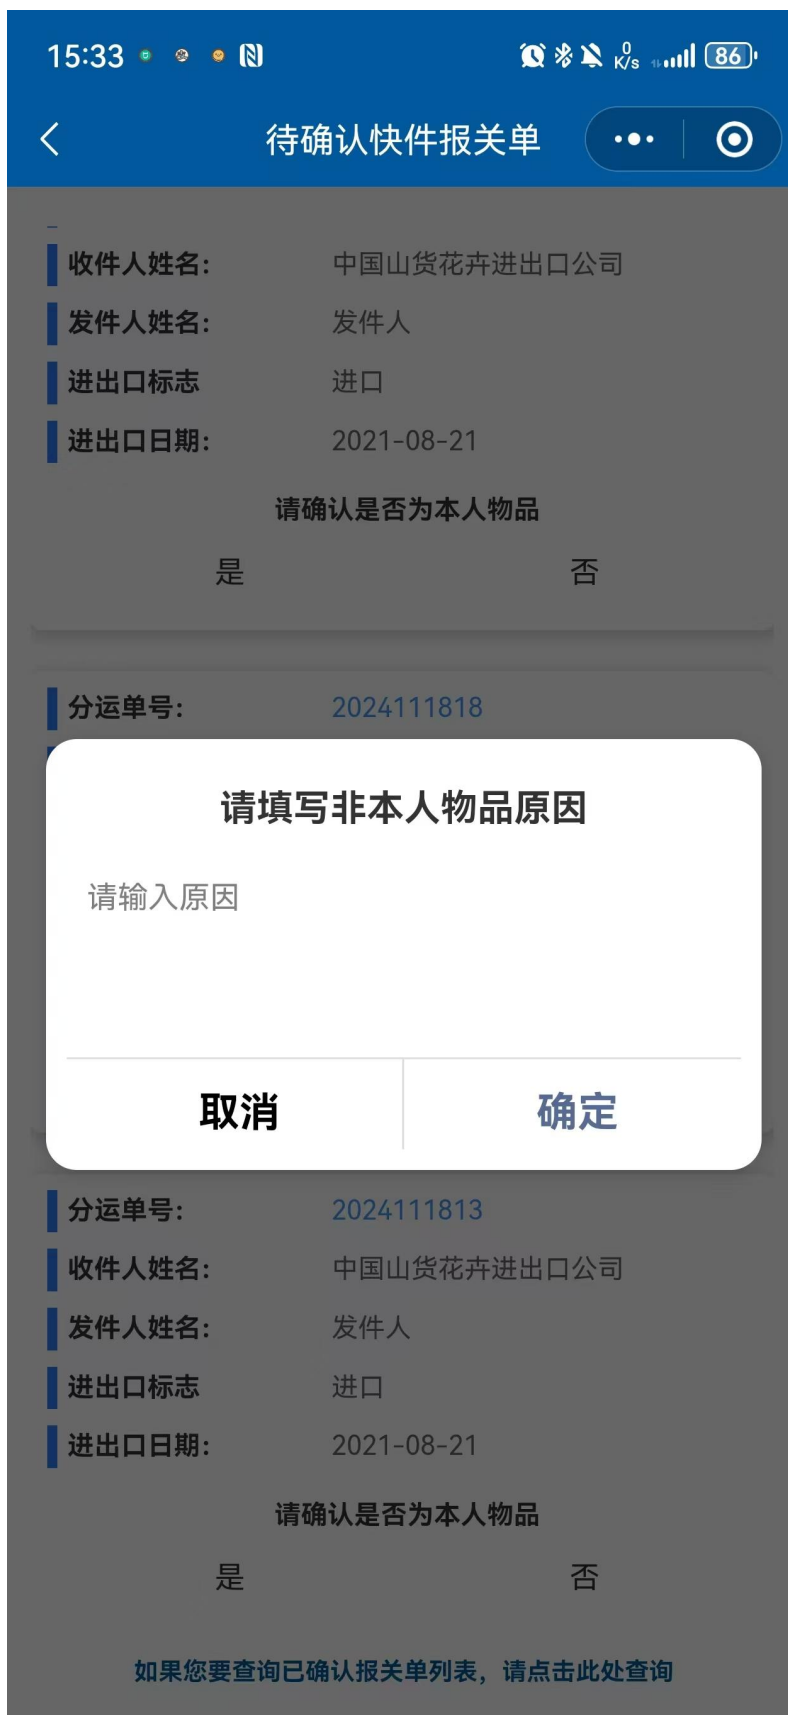 15:33
0 K/s 86
待确认快件报关单
收件人姓名: 中国山货花卉进出口公司
发件人姓名: 发件人
进出口标志 进口
进出口日期: 2021-08-21
请确认是否为本人物品
是 否
分运单号: 2024111818
请填写非本人物品原因
请输入原因
取消 确定
分运单号: 2024111813
收件人姓名: 中国山货花卉进出口公司
发件人姓名: 发件人
进出口标志 进口
进出口日期: 2021-08-21
请确认是否为本人物品
是 否
如果您要查询已确认报关单列表，请点击此处查询